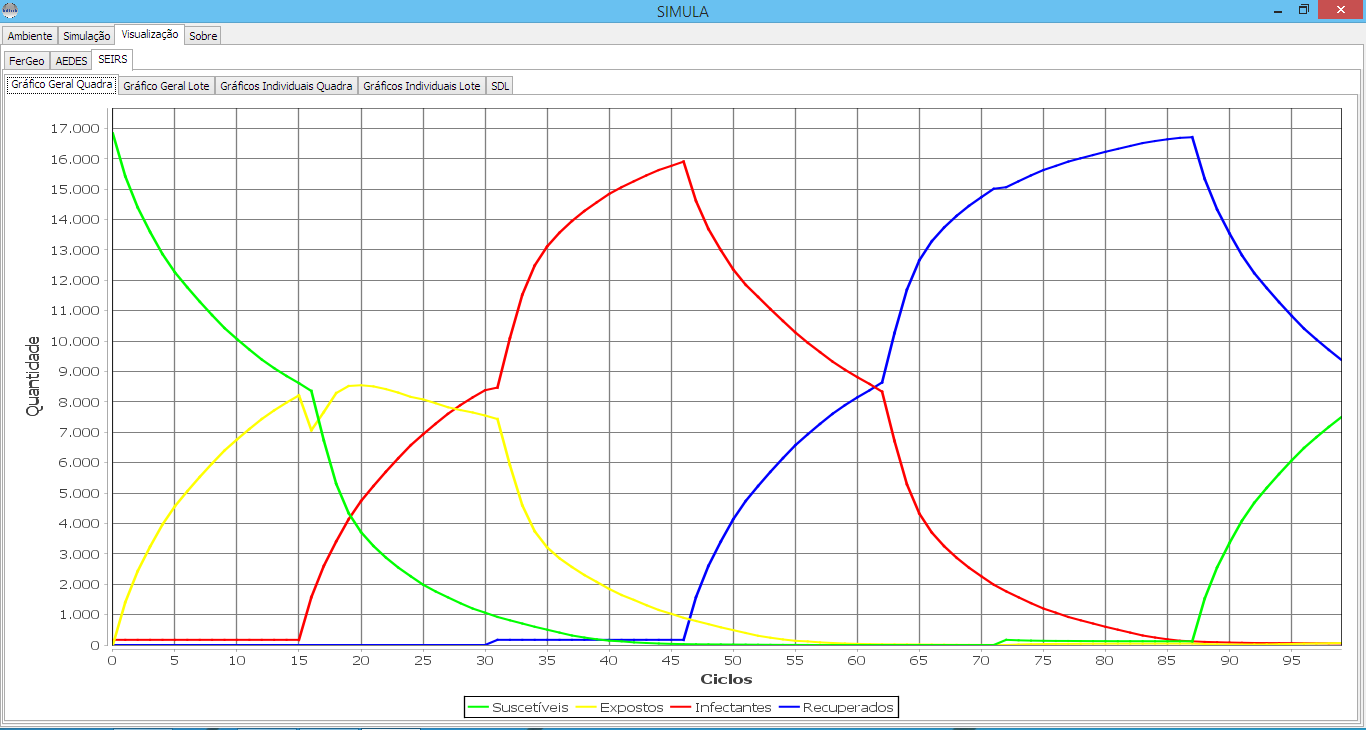 SIMULA
Ambiente Simulação Visualização Sobre
FerGeo AEDES SEIRS
Gráfico Geral Quadra Gráfico Geral Lote Gráficos Individuais Quadra Gráficos Individuais Lote SDL
17.000
16.000
15.000
14.000
13.000
12.000
11.000
10.000
9.000
8.000
7.000
6.000
5.000
4.000
3.000
2.000
1.000
0
Quantidade
0 5 10 15 20 25 30 35 40 45 50 55 60 65 70 75 80 85 90 95
Ciclos
Suscetíveis Expostos Infectantes Recuperados